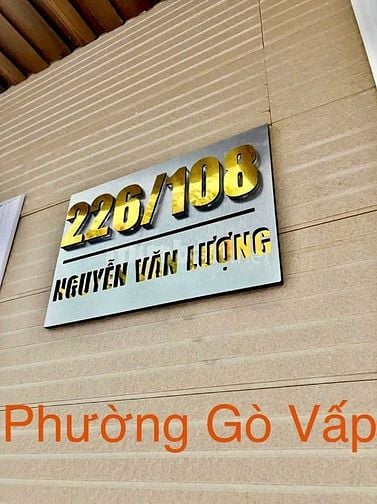 226/108
NGUYỄN VĂN LƯỢNG
Phường Gò Vấp